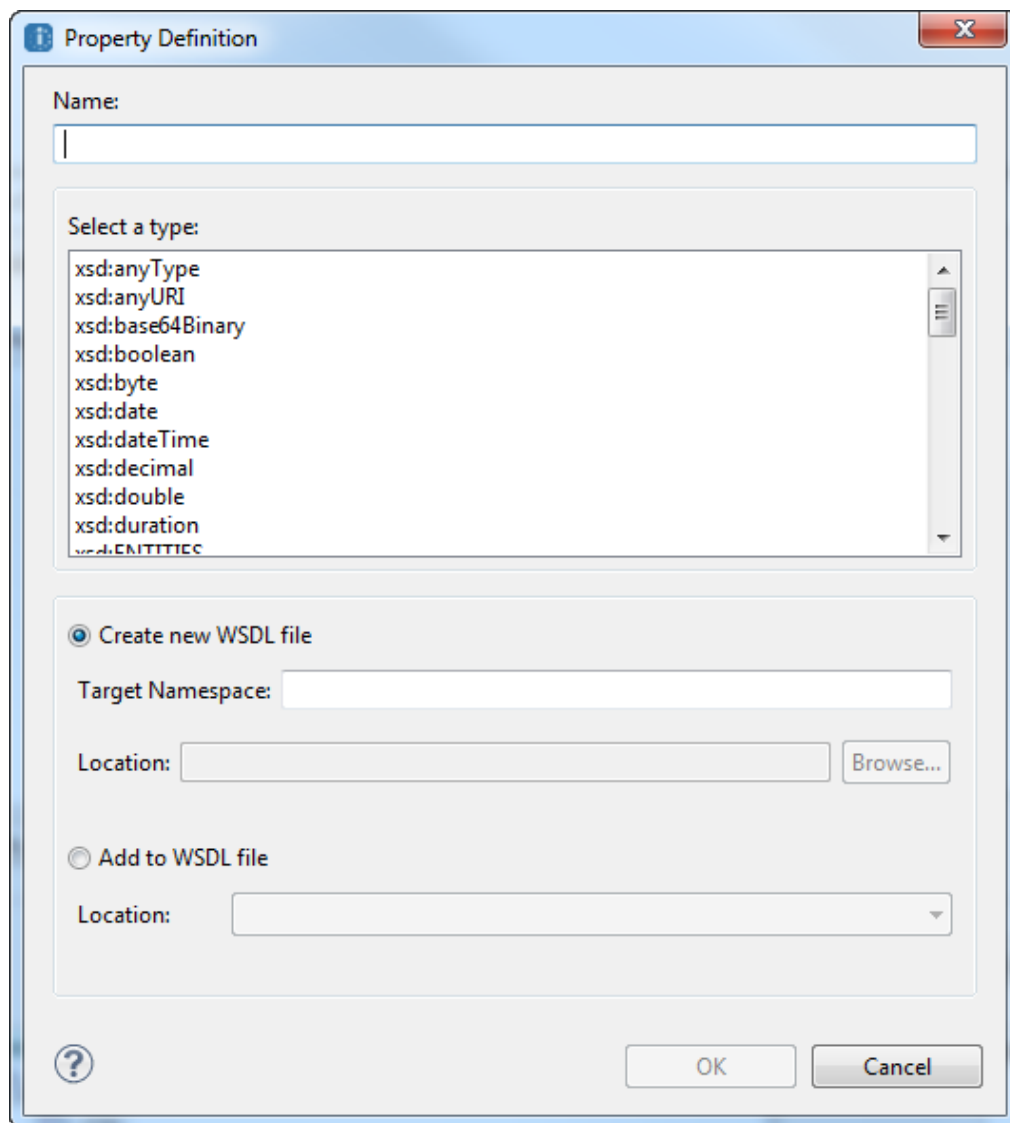 Property Definition
Name:
Select a type:
xsd:anyType
xsd:anyURI
xsd:base64Binary
xsd:boolean
xsd:byte
xsd:date
xsd:dateTime
xsd:decimal
xsd:double
xsd:duration
xsd:ENTITIES
Create new WSDL file
Target Namespace:
Location: Browse...
Add to WSDL file
Location:
OK Cancel